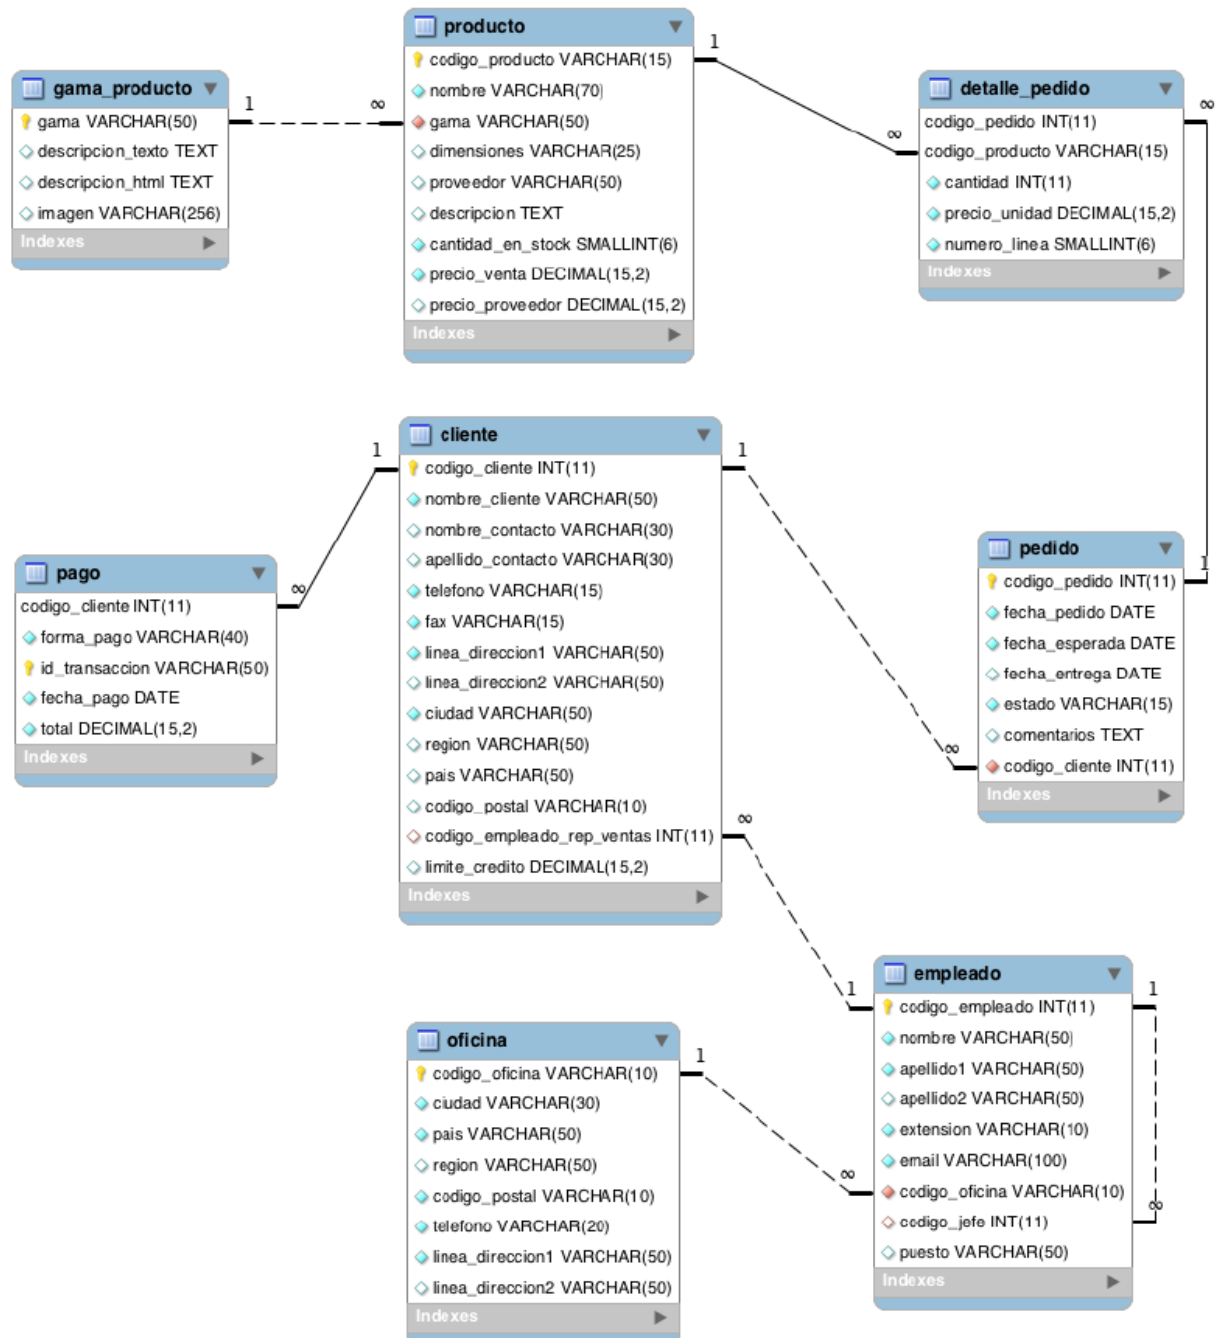 gama_producto
gama VARCHAR(50)
descripcion_texto TEXT
descripcion_html TEXT
imagen VARCHAR(256)
Indexes
1
∞
producto
codigo_producto VARCHAR(15)
nombre VARCHAR(70)
gama VARCHAR(50)
dimensiones VARCHAR(25)
proveedor VARCHAR(50)
descripcion TEXT
cantidad_en_stock SMALLINT(6)
precio_venta DECIMAL(15,2)
precio_proveedor DECIMAL(15,2)
Indexes
1
∞
detalle_pedido
codigo_pedido INT(11)
codigo_producto VARCHAR(15)
cantidad INT(11)
precio_unidad DECIMAL(15,2)
numero_linea SMALLINT(6)
Indexes
∞
1
pago
codigo_cliente INT(11)
forma_pago VARCHAR(40)
id_transaccion VARCHAR(50)
fecha_pago DATE
total DECIMAL(15,2)
Indexes
∞
1
cliente
codigo_cliente INT(11)
nombre_cliente VARCHAR(50)
nombre_contacto VARCHAR(30)
apellido_contacto VARCHAR(30)
telefono VARCHAR(15)
fax VARCHAR(15)
linea_direccion1 VARCHAR(50)
linea_direccion2 VARCHAR(50)
ciudad VARCHAR(50)
region VARCHAR(50)
pais VARCHAR(50)
codigo_postal VARCHAR(10)
codigo_empleado_rep_ventas INT(11)
limite_credito DECIMAL(15,2)
Indexes
1
∞
pedido
codigo_pedido INT(11)
fecha_pedido DATE
fecha_esperada DATE
fecha_entrega DATE
estado VARCHAR(15)
comentarios TEXT
codigo_cliente INT(11)
Indexes
∞
1
oficina
codigo_oficina VARCHAR(10)
ciudad VARCHAR(30)
pais VARCHAR(50)
region VARCHAR(50)
codigo_postal VARCHAR(10)
telefono VARCHAR(20)
linea_direccion1 VARCHAR(50)
linea_direccion2 VARCHAR(50)
Indexes
1
∞
empleado
codigo_empleado INT(11)
nombre VARCHAR(50)
apellido1 VARCHAR(50)
apellido2 VARCHAR(50)
extension VARCHAR(10)
email VARCHAR(100)
codigo_oficina VARCHAR(10)
codigo_jefe INT(11)
puesto VARCHAR(50)
Indexes
1
∞